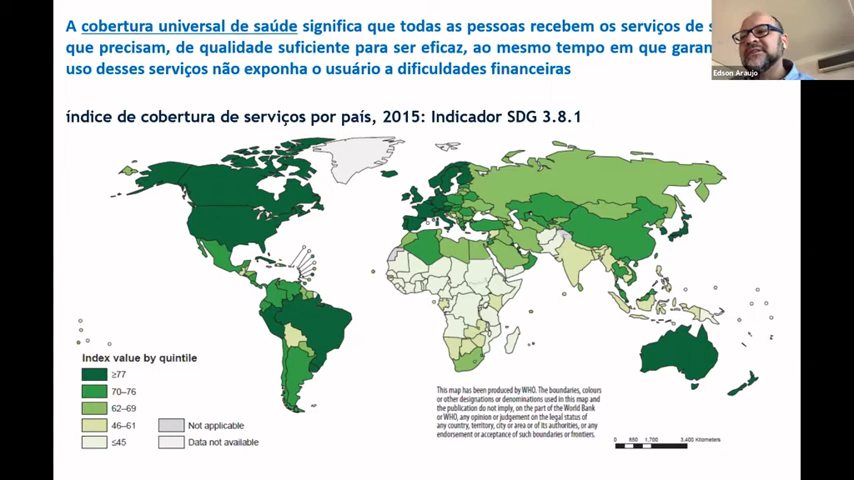 A cobertura universal de saúde significa que todas as pessoas recebem os serviços de
que precisam, de qualidade suficiente para ser eficaz, ao mesmo tempo em que
uso desses serviços não exponha o usuário a dificuldades financeiras
Edson Araujo
índice de cobertura de serviços por país, 2015: Indicador SDG 3.8.1
Index value by quintile
≥77
70–76
62–69
46–61
≤45
Not applicable
Data not available
This map has been produced by WHO. The boundaries, colours
or other designations or denominations used in this map and
the publication do not imply, on the part of the World Bank
or WHO, any opinion or judgement on the legal status of
any country, territory, city or area or of its authorities, or any
endorsement or acceptance of such boundaries or frontiers.
0 850 1,700 3,400 Kilometers